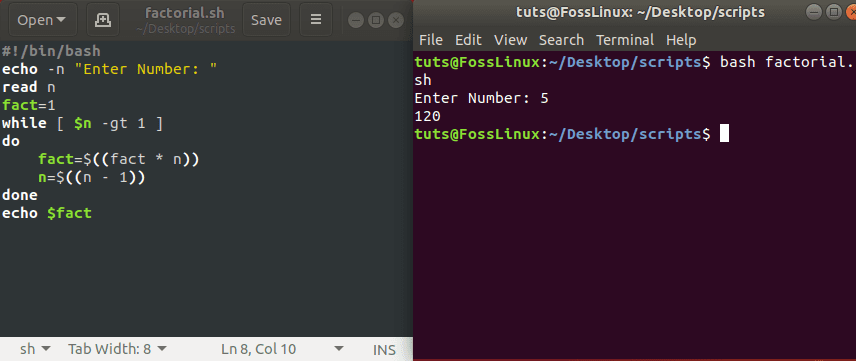 Open factorial.sh Save
~/Desktop/scripts
#!/bin/bash
echo -n "Enter Number: "
read n
fact=1
while [ $n -gt 1 ]
do
    fact=$((fact * n))
    n=$((n - 1))
done
echo $fact
sh Tab Width: 8 Ln 8, Col 10 INS
tuts@FossLinux: ~/Desktop/scripts
File Edit View Search Terminal Help
tuts@FossLinux:~/Desktop/scripts$ bash factorial.
sh
Enter Number: 5
120
tuts@FossLinux:~/Desktop/scripts$